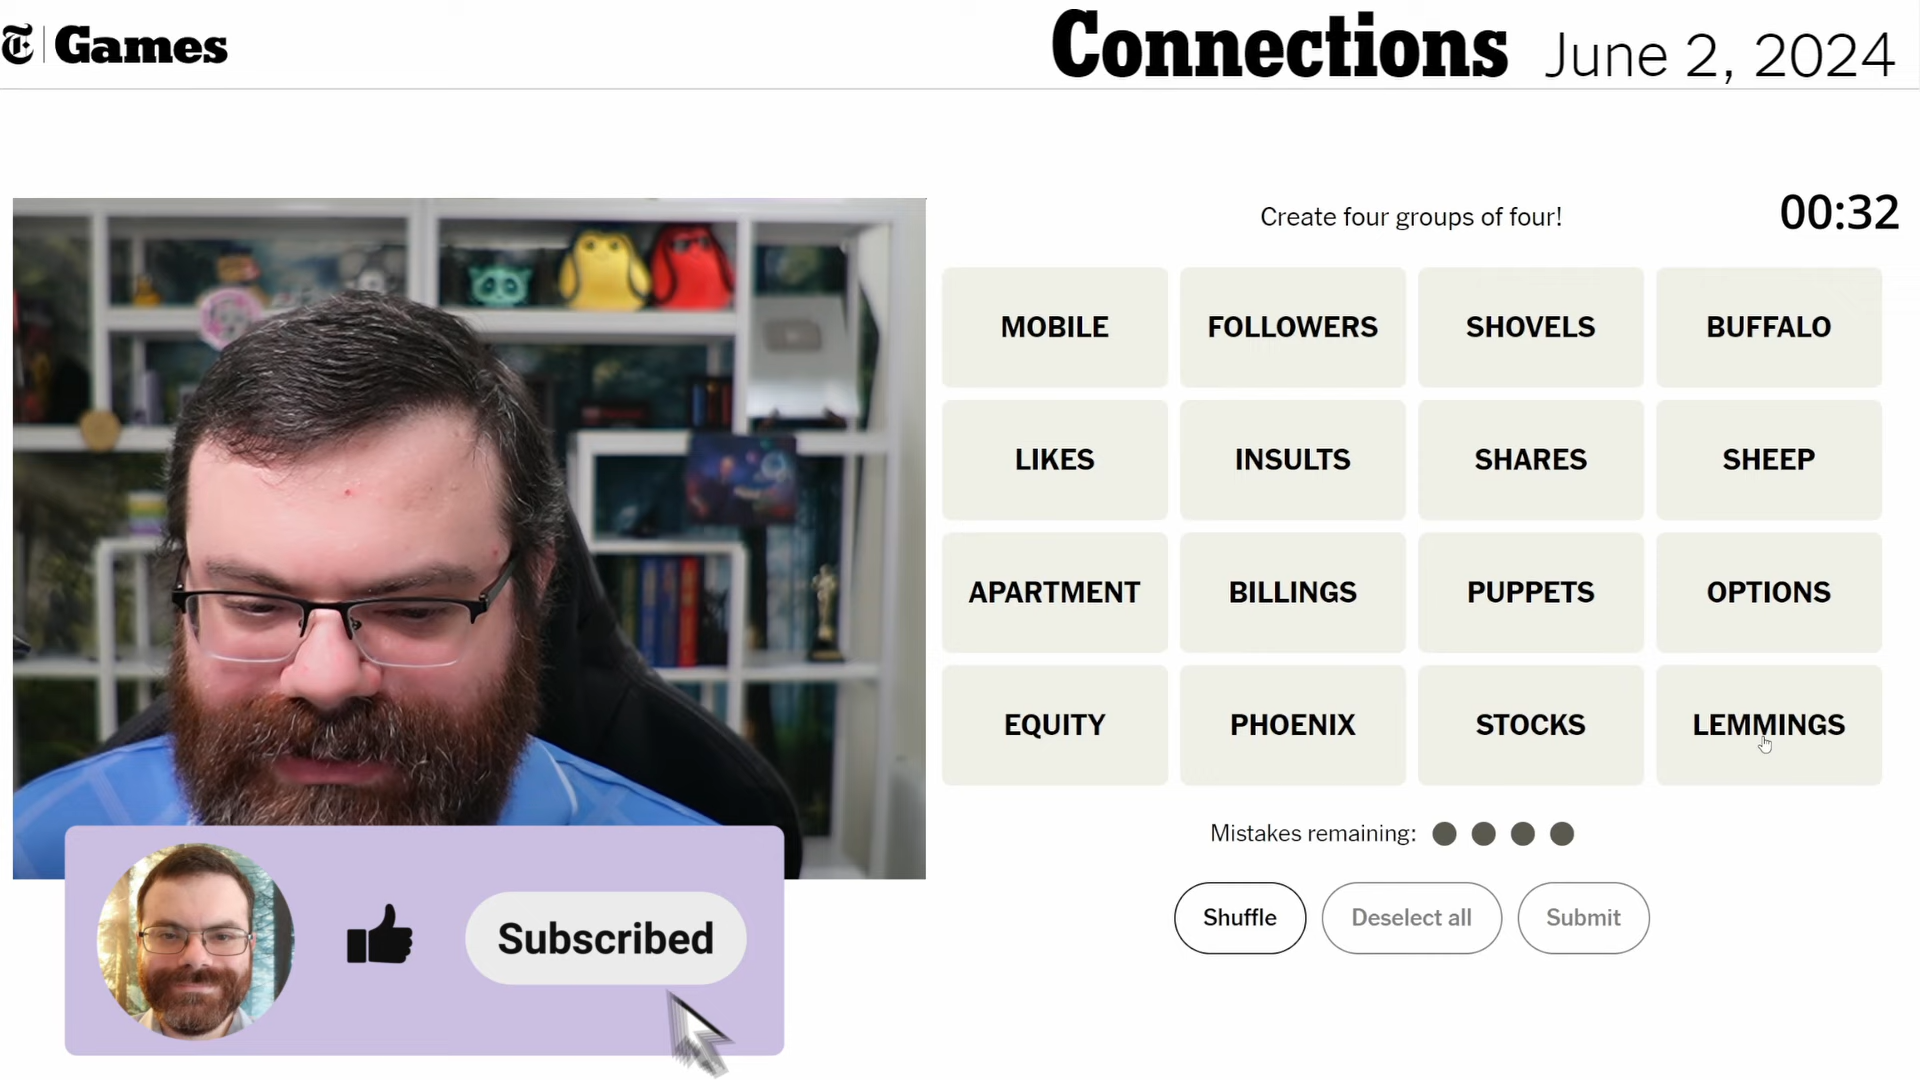 T Games
Connections June 2, 2024
Create four groups of four!
00:32
MOBILE FOLLOWERS SHOVELS BUFFALO
LIKES INSULTS SHARES SHEEP
APARTMENT BILLINGS PUPPETS OPTIONS
EQUITY PHOENIX STOCKS LEMMINGS
Mistakes remaining:
Shuffle Deselect all Submit
Subscribed